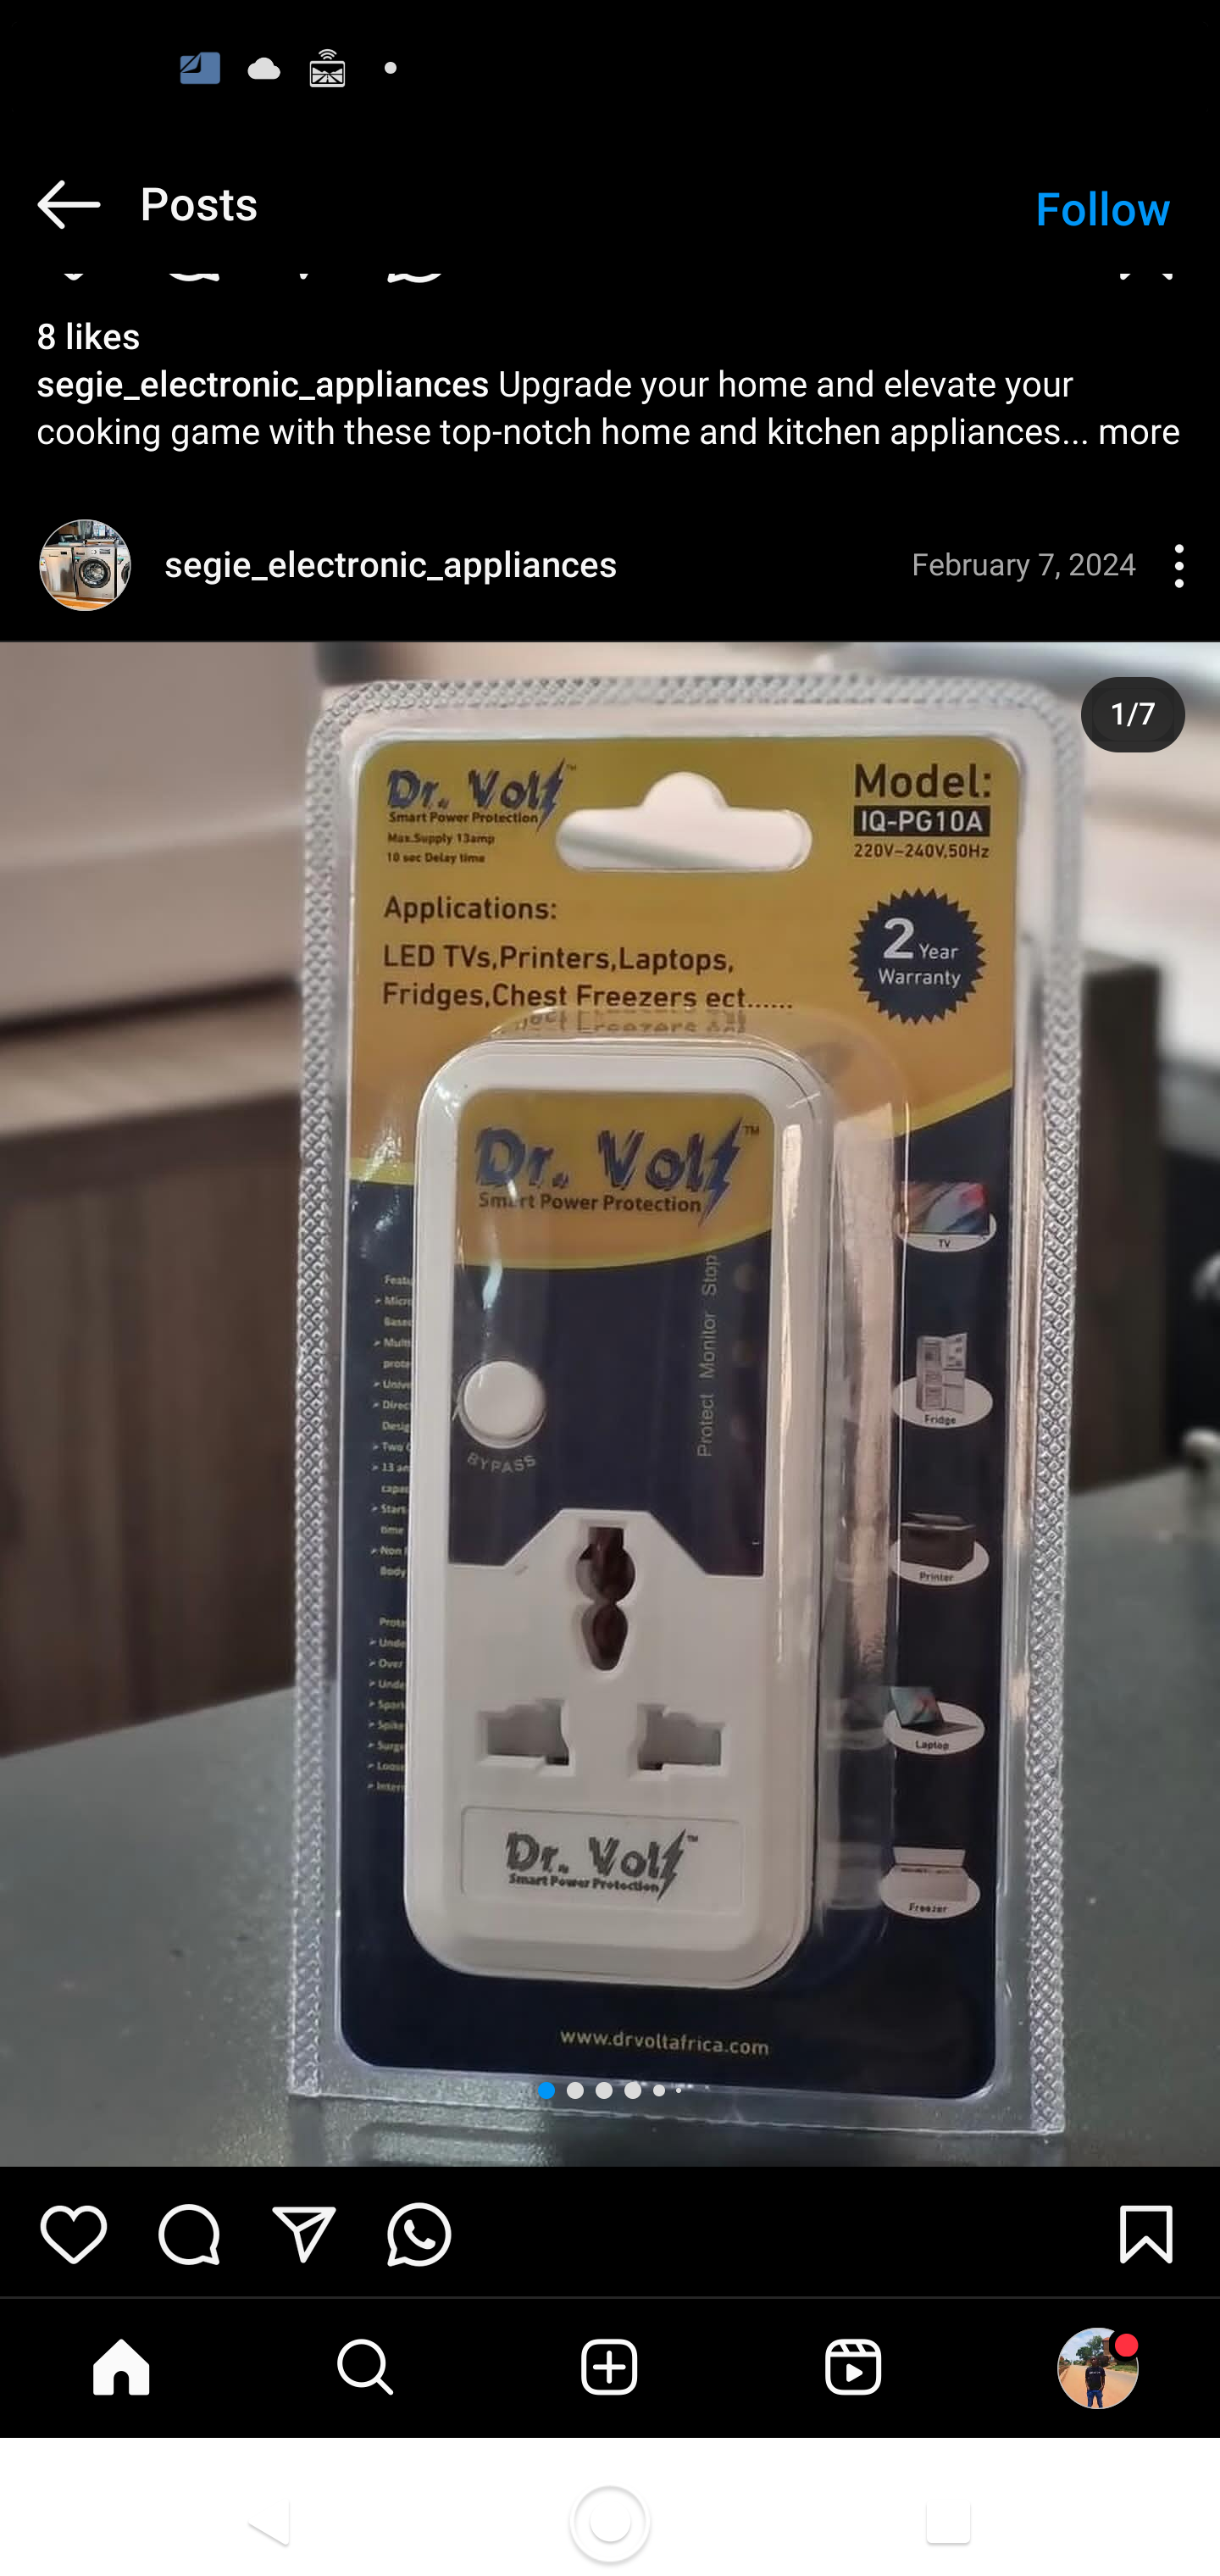 Posts
Follow
8 likes
segie_electronic_appliances Upgrade your home and elevate your
cooking game with these top-notch home and kitchen appliances... more
segie_electronic_appliances
February 7, 2024
1/7
Dr. Volt™
Smart Power Protection
Max.Supply 13amp
10 sec Delay time
Model:
IQ-PG10A
220V~240V,50Hz
Applications:
LED TVs,Printers,Laptops,
Fridges,Chest Freezers ect......
2 Year
Warranty
Dr. Volt™
Smart Power Protection
Protect Monitor Stop
BYPASS
TV
Fridge
Printer
Laptop
Freezer
Dr. Volt™
Smart Power Protection
www.drvoltafrica.com